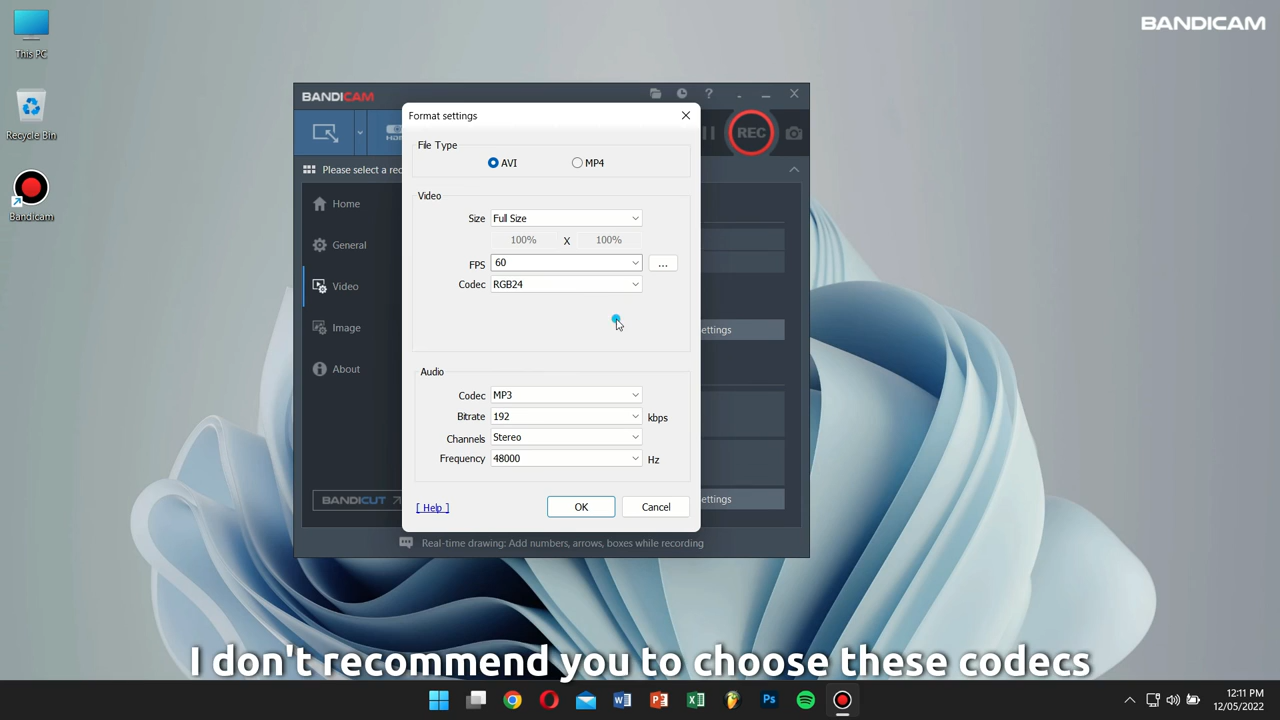 BANDICAM
This PC
Recycle Bin
Bandicam
BANDICAM
?
Format settings
File Type
AVI
MP4
REC
Please select a rec
Home
General
Video
Image
About
BANDICUT
Video
Size
Full Size
100%
X
100%
FPS
60
...
Codec
RGB24
ettings
Audio
Codec
MP3
Bitrate
192
kbps
Channels
Stereo
Frequency
48000
Hz
ettings
[ Help ]
OK
Cancel
Real-time drawing: Add numbers, arrows, boxes while recording
I don't recommend you to choose these codecs
12:11 PM
12/05/2022